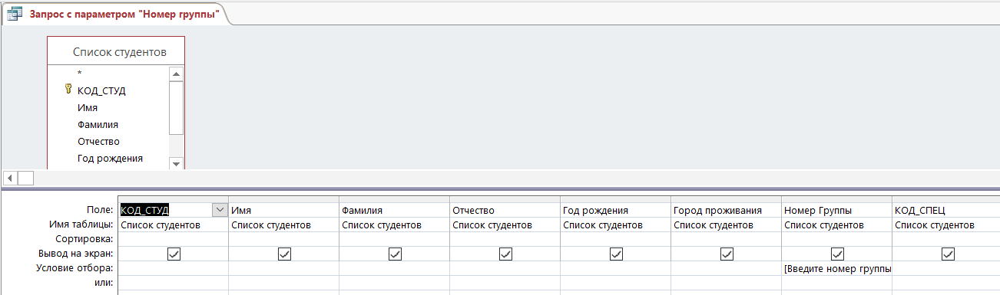 Запрос с параметром "Номер группы"
Список студентов
*
КОД_СТУД
Имя
Фамилия
Отчество
Год рождения
Поле: КОД_СТУД Имя Фамилия Отчество Год рождения Город проживания Номер Группы КОД_СПЕЦ
Имя таблицы: Список студентов Список студентов Список студентов Список студентов Список студентов Список студентов Список студентов Список студентов
Сортировка:
Вывод на экран:
Условие отбора: [Введите номер группы
или: